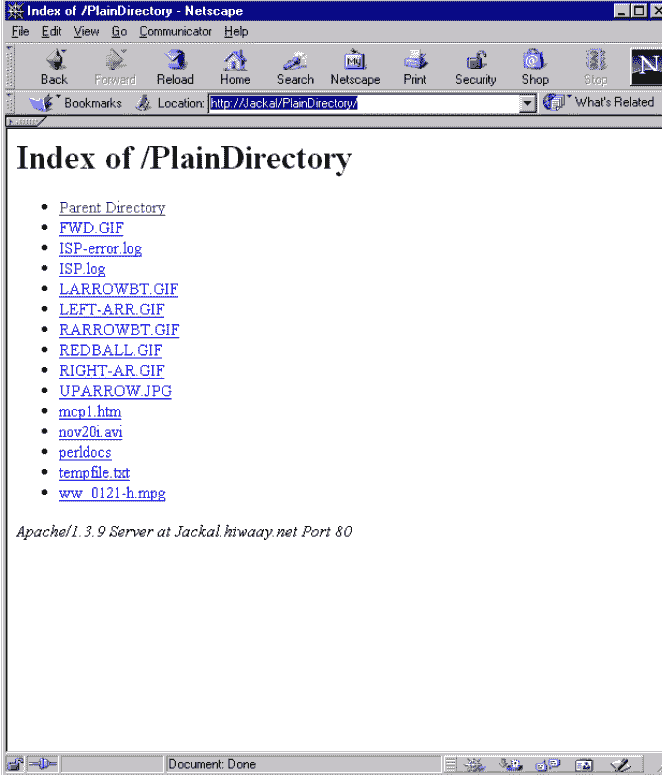 Index of /PlainDirectory - Netscape
File Edit View Go Communicator Help
Back Forward Reload Home Search Netscape Print Security Shop Stop
Bookmarks Location: http://Jackal/PlainDirectory/ What's Related
Index of /PlainDirectory
Parent Directory
FWD.GIF
ISP-error.log
ISP.log
LARROWBT.GIF
LEFT-ARR.GIF
RARROWBT.GIF
REDBALL.GIF
RIGHT-AR.GIF
UPARROW.JPG
mcp1.htm
nov20i.avi
perldocs
tempfile.txt
ww_0121-h.mpg
Apache/1.3.9 Server at Jackal.hiwaay.net Port 80
Document: Done